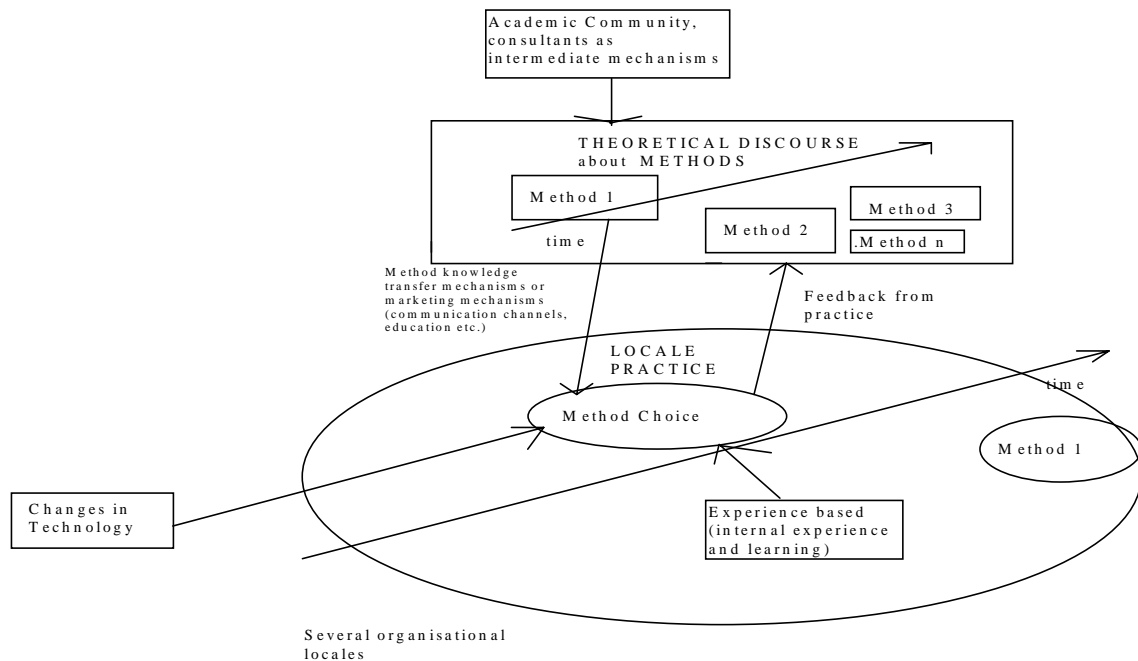 Academic Community,
consultants as
intermediate mechanisms
THEORETICAL DISCOURSE
about METHODS
Method 1
Method 3
Method 2
.Method n
time
Method knowledge
transfer mechanisms or
marketing mechanisms
(communication channels,
education etc.)
Feedback from
practice
LOCALE
PRACTICE
time
Method Choice
Method 1
Changes in
Technology
Experience based
(internal experience
and learning)
Several organisational
locales